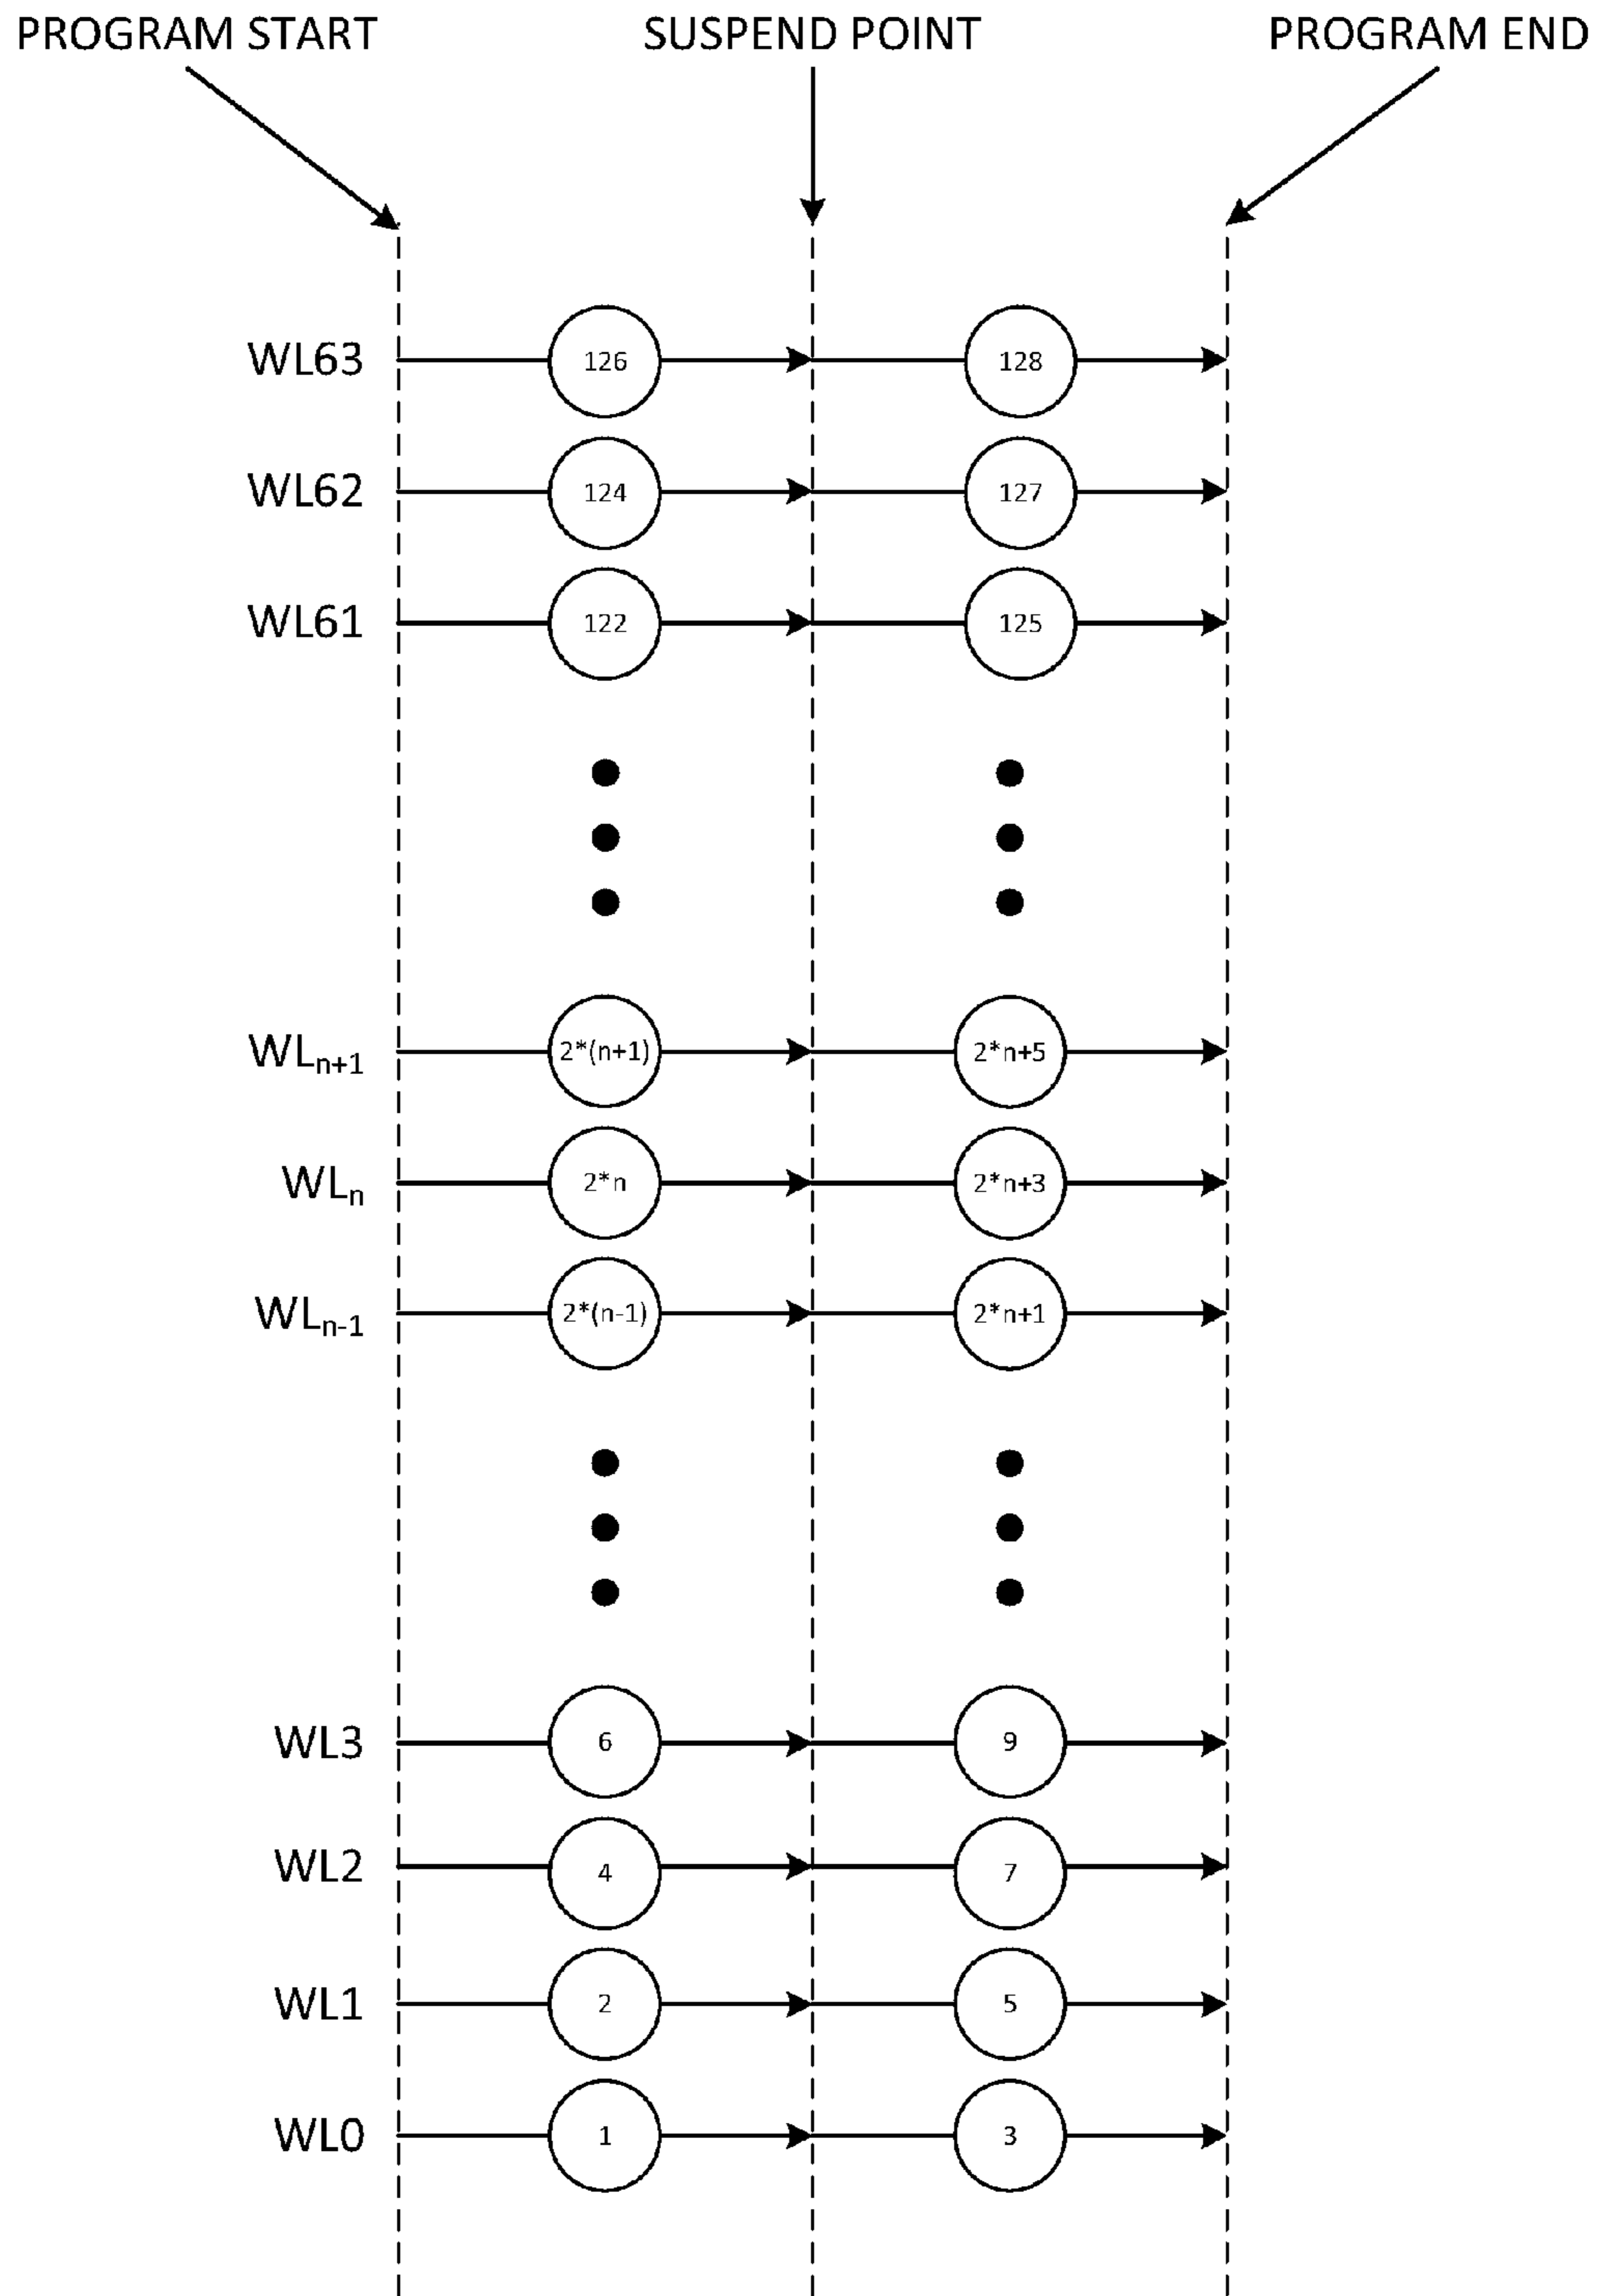 PROGRAM START SUSPEND POINT PROGRAM END
WL63 126 128
WL62 124 127
WL61 122 125
WLn+1 2*(n+1) 2*n+5
WLn 2*n 2*n+3
WLn-1 2*(n-1) 2*n+1
WL3 6 9
WL2 4 7
WL1 2 5
WL0 1 3